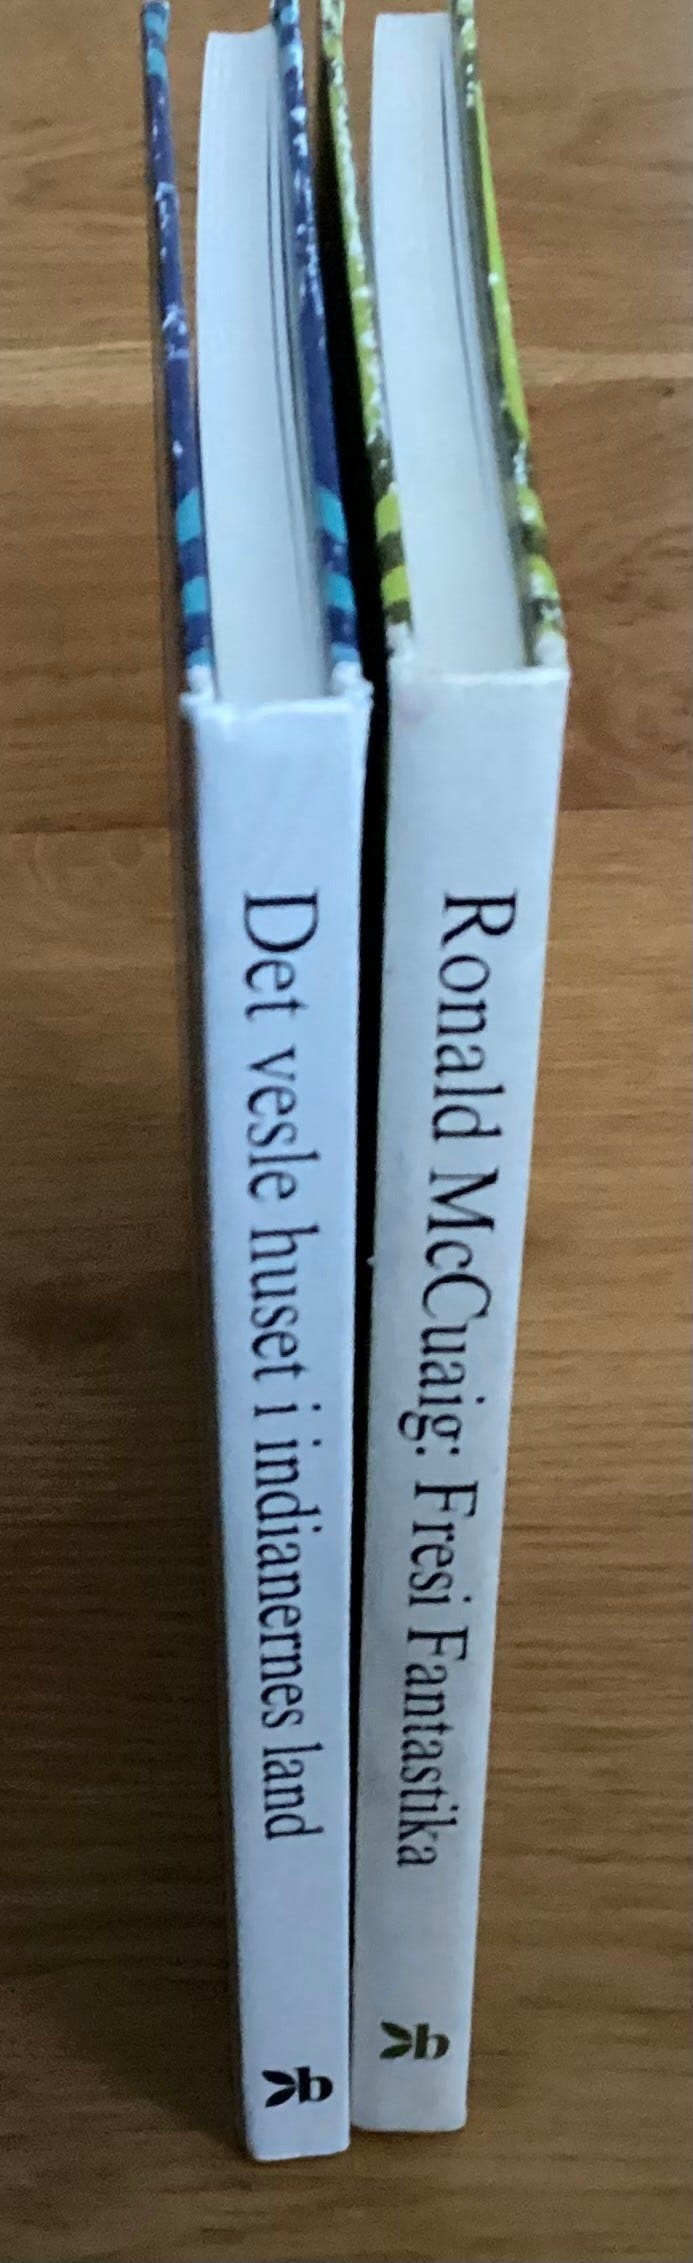 Det vesle huset i indianernes land
Ronald McCuaig: Fresi Fantastika
b
b